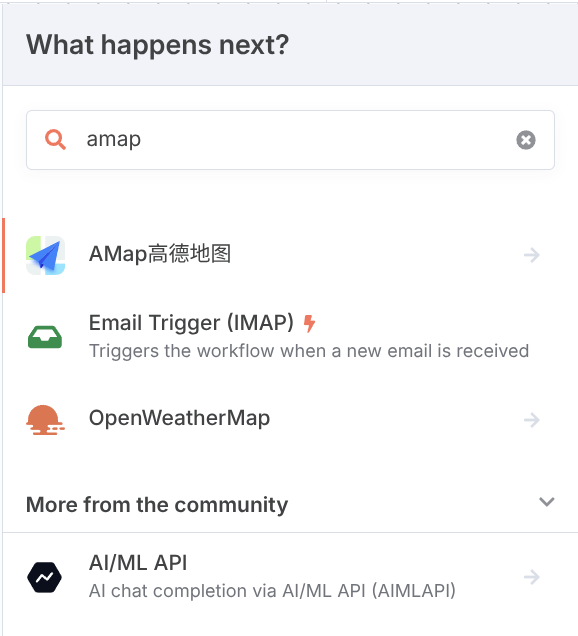 What happens next?
amap
AMap高德地图
Email Trigger (IMAP)
Triggers the workflow when a new email is received
OpenWeatherMap
More from the community
AI/ML API
AI chat completion via AI/ML API (AIMLAPI)